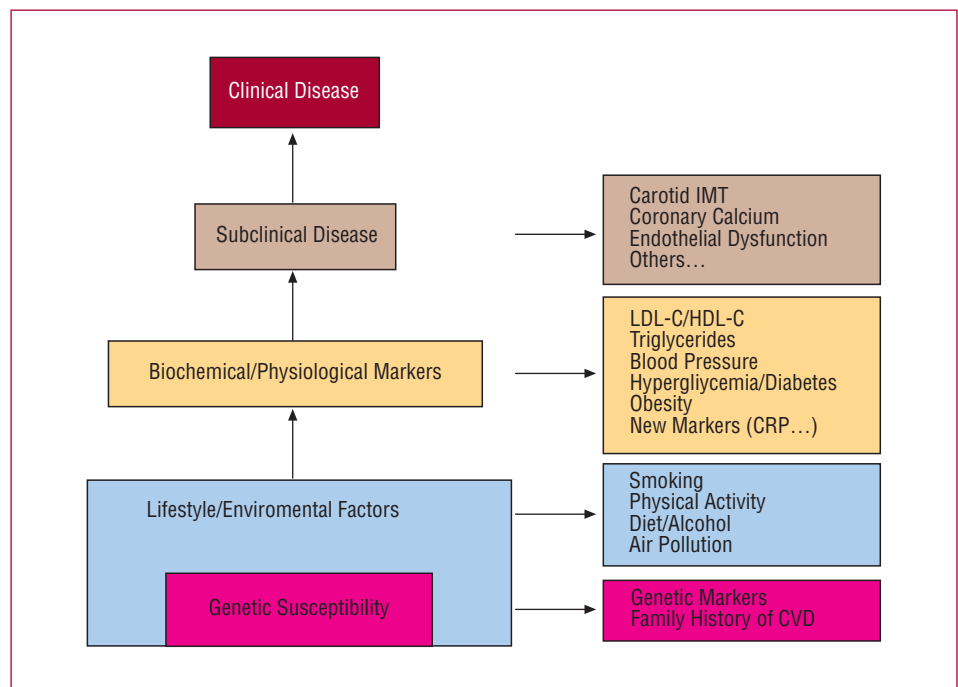 Clinical Disease
Subclinical Disease
Carotid IMT
Coronary Calcium
Endothelial Dysfunction
Others…
Biochemical/Physiological Markers
LDL-C/HDL-C
Triglycerides
Blood Pressure
Hypergliycemia/Diabetes
Obesity
New Markers (CRP…)
Lifestyle/Enviromental Factors
Smoking
Physical Activity
Diet/Alcohol
Air Pollution
Genetic Susceptibility
Genetic Markers
Family History of CVD